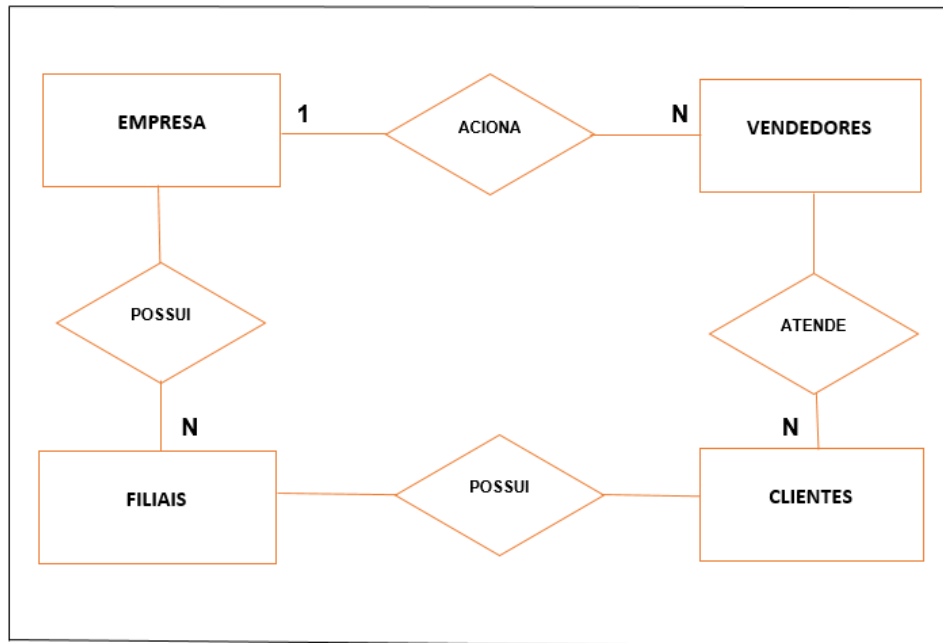 EMPRESA
1
ACIONA
N
VENDEDORES
POSSUI
ATENDE
N
N
FILIAIS
POSSUI
CLIENTES